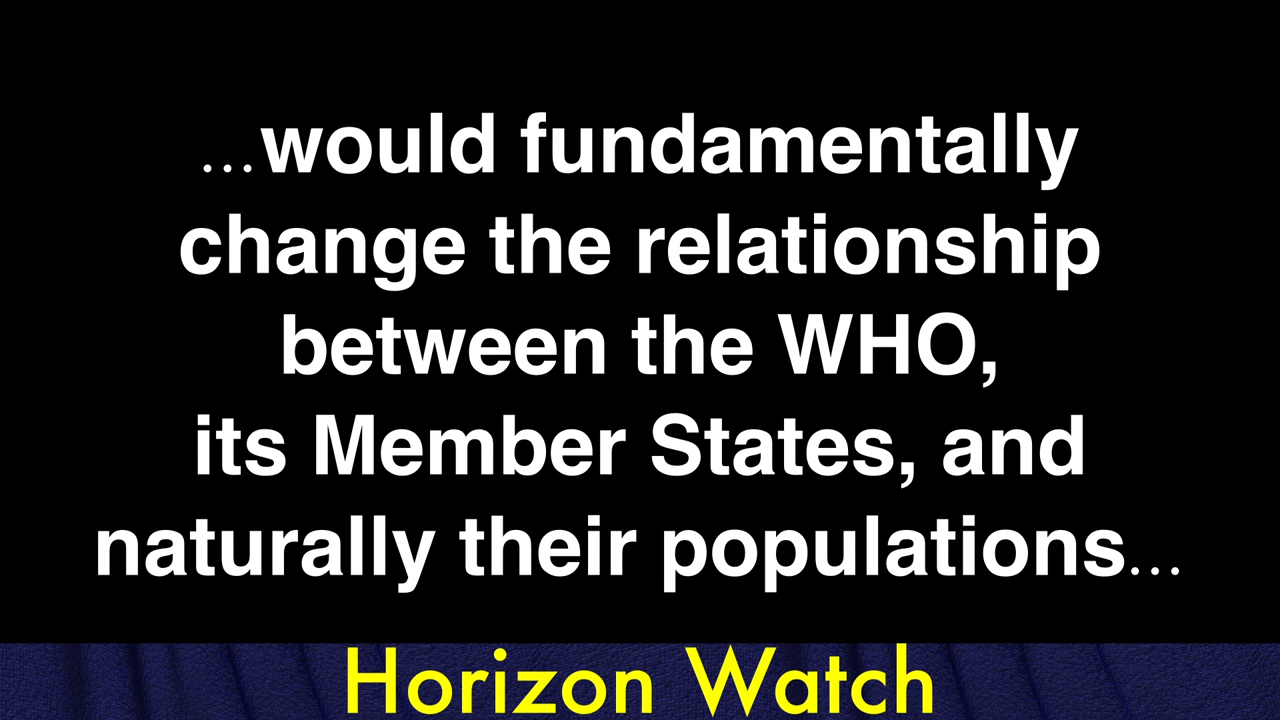 ...would fundamentally
change the relationship
between the WHO,
its Member States, and
naturally their populations...
Horizon Watch